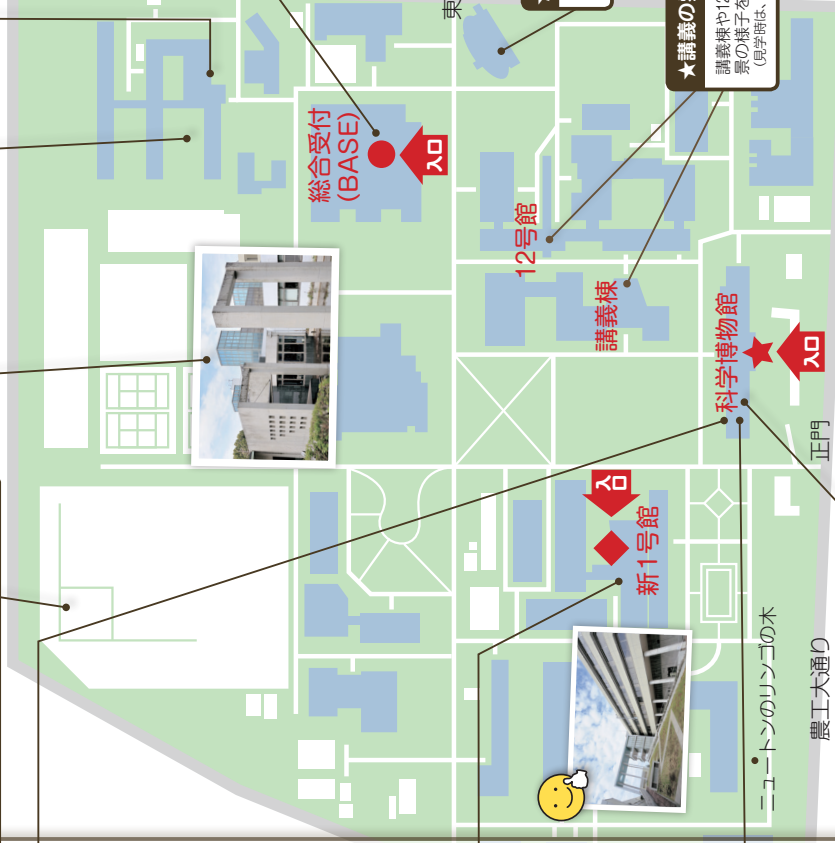 総合受付
(BASE)
入口
東
★講義の
講義棟や12
景の様子を
(見学時は、
12号館
講義棟
科学博物館
入口
正門
入口
新1号館
ニュートンのリンゴの木
農工大通り